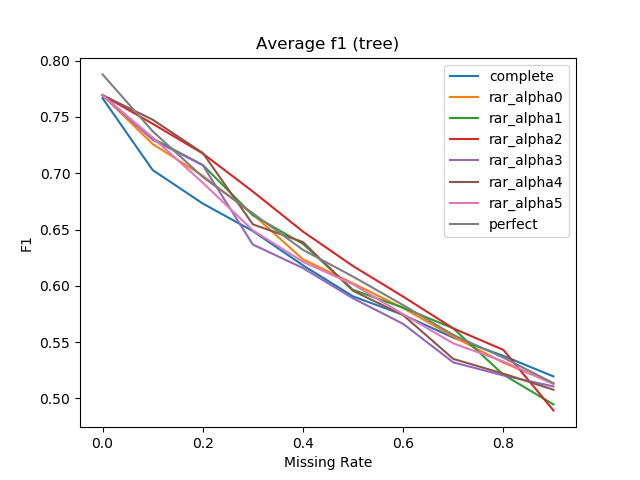 Average f1 (tree)
0.80
0.75
0.70
0.65
0.60
0.55
0.50
F1
0.0
0.2
0.4
0.6
0.8
Missing Rate
complete
rar_alpha0
rar_alpha1
rar_alpha2
rar_alpha3
rar_alpha4
rar_alpha5
perfect